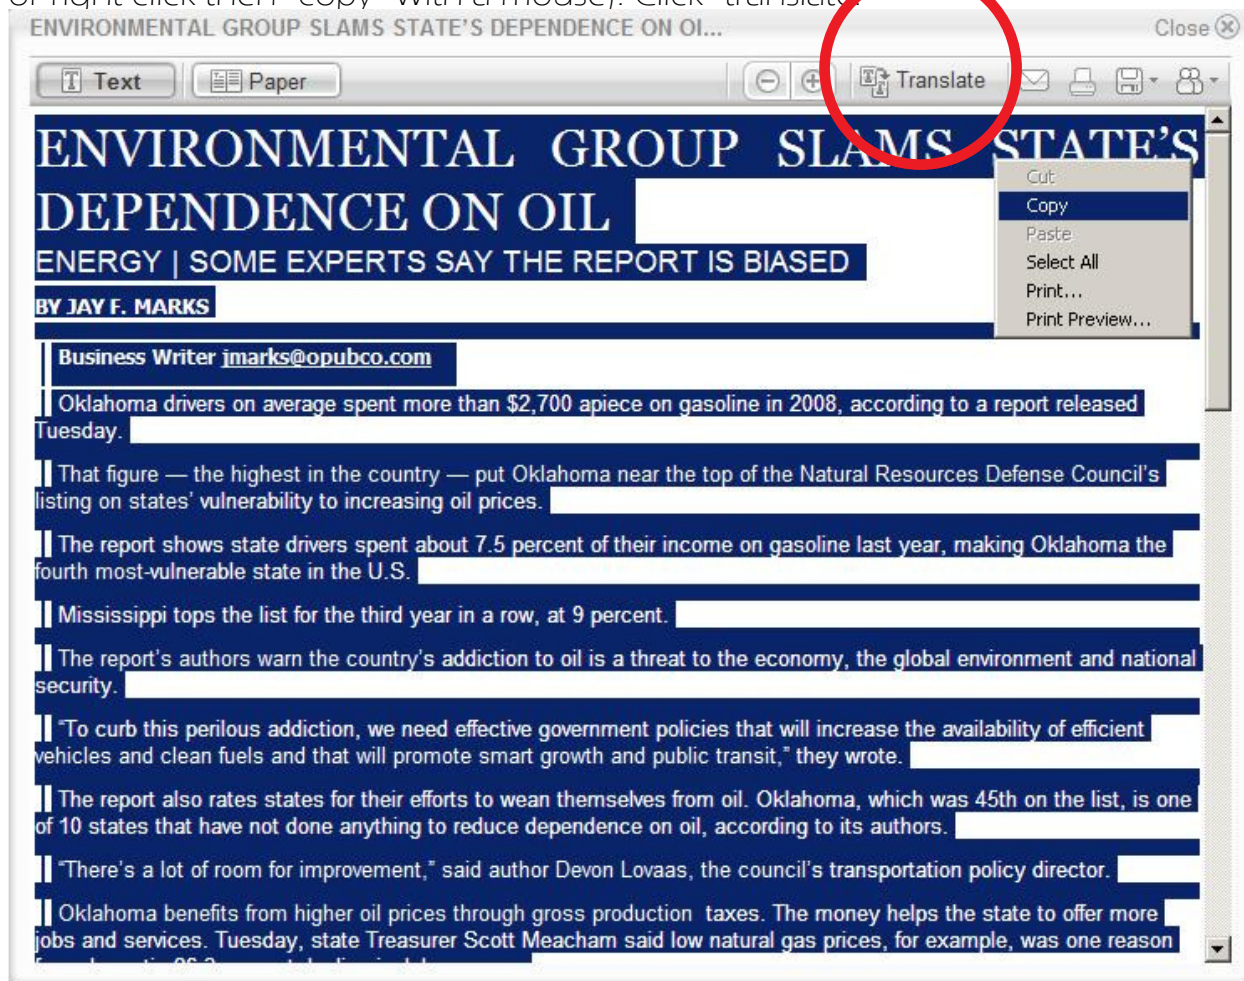 or right click then "copy" with a mouse). Click "translate.
ENVIRONMENTAL GROUP SLAMS STATE'S DEPENDENCE ON OI...
Close
Text
Paper
Translate
ENVIRONMENTAL GROUP SLAMS STATE'S
DEPENDENCE ON OIL
ENERGY | SOME EXPERTS SAY THE REPORT IS BIASED
BY JAY F. MARKS
Cut
Copy
Paste
Select All
Print...
Print Preview...
Business Writer jmarks@opubco.com
Oklahoma drivers on average spent more than $2,700 apiece on gasoline in 2008, according to a report released
Tuesday.
That figure — the highest in the country — put Oklahoma near the top of the Natural Resources Defense Council's
listing on states' vulnerability to increasing oil prices.
The report shows state drivers spent about 7.5 percent of their income on gasoline last year, making Oklahoma the
fourth most-vulnerable state in the U.S.
Mississippi tops the list for the third year in a row, at 9 percent.
The report's authors warn the country's addiction to oil is a threat to the economy, the global environment and national
security.
"To curb this perilous addiction, we need effective government policies that will increase the availability of efficient
vehicles and clean fuels and that will promote smart growth and public transit," they wrote.
The report also rates states for their efforts to wean themselves from oil. Oklahoma, which was 45th on the list, is one
of 10 states that have not done anything to reduce dependence on oil, according to its authors.
"There's a lot of room for improvement," said author Devon Lovaas, the council's transportation policy director.
Oklahoma benefits from higher oil prices through gross production taxes. The money helps the state to offer more
jobs and services. Tuesday, state Treasurer Scott Meacham said low natural gas prices, for example, was one reason